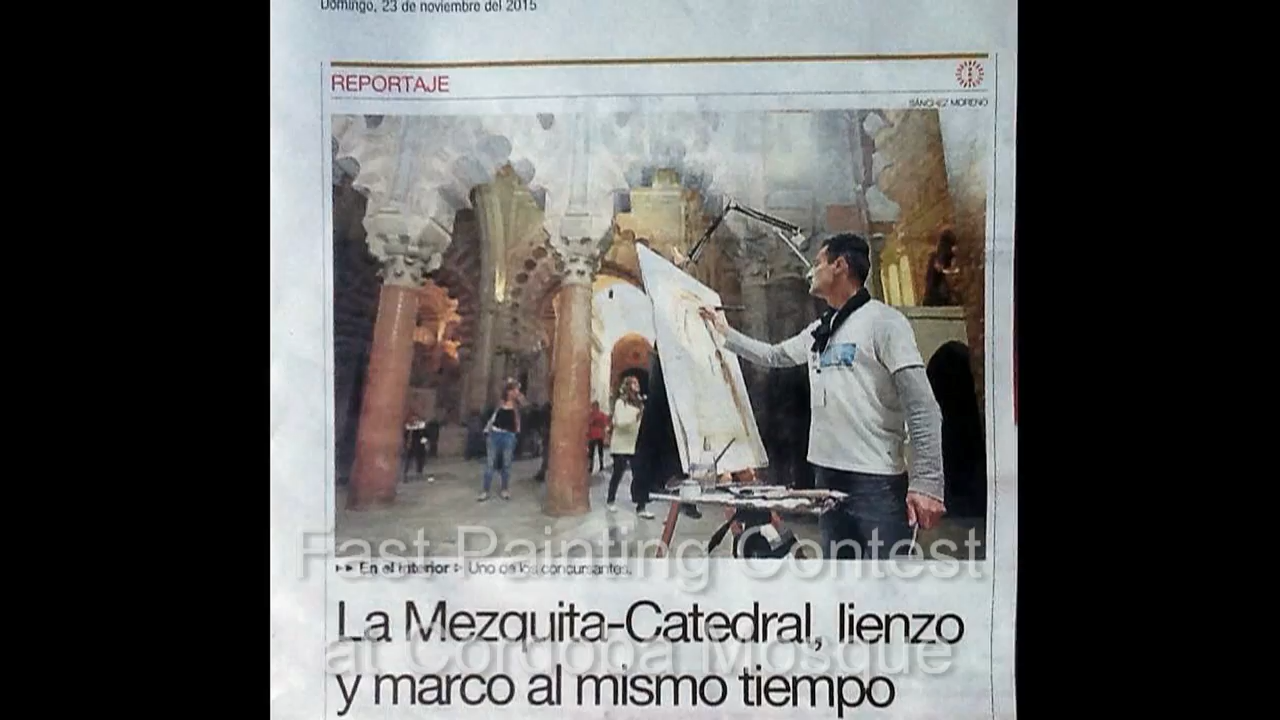 Domingo, 23 de noviembre del 2015
REPORTAJE
SÁNCHEZ MORENO
Fast Painting Contest
▸▸ En el interior ▹ Uno de los concursantes.
La Mezquita-Catedral, lienzo
at Cordoba Mosque
y marco al mismo tiempo